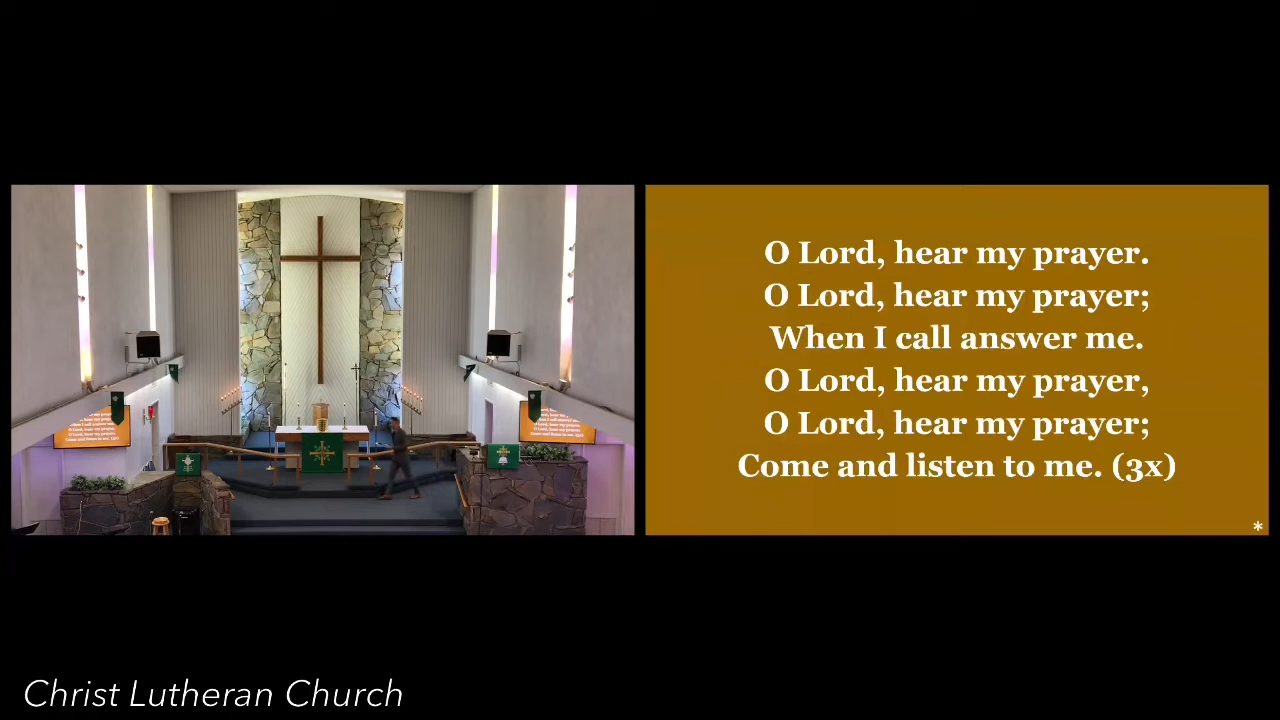 O Lord, hear my prayer.
O Lord, hear my prayer;
When I call answer me.
O Lord, hear my prayer,
O Lord, hear my prayer;
Come and listen to me. (3x)
*
Christ Lutheran Church